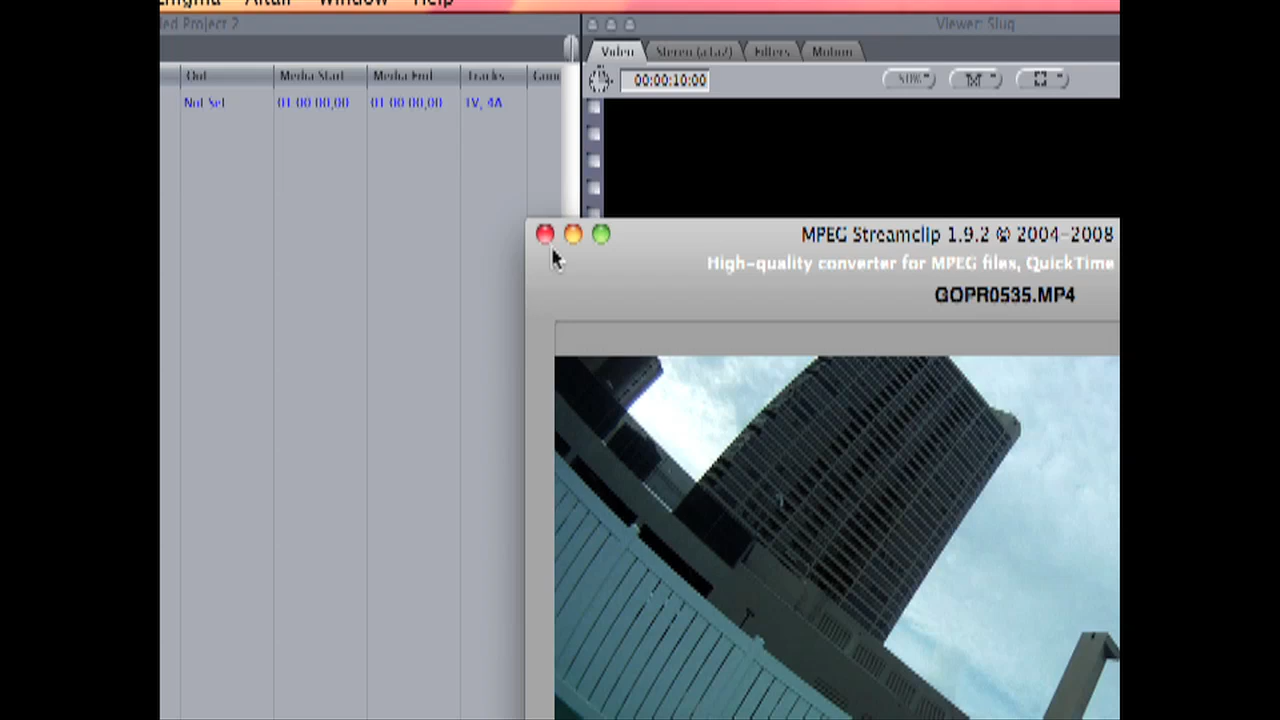 Window Help
Project 2
Viewer: Slug
Video Stereo (a1a2) Filters Motion
Out Media Start Media End Tracks
00:00:10:00
Not Set 01:00:00;00 01:00:00;00 1V, 4A
MPEG Streamclip 1.9.2 © 2004-2008
High-quality converter for MPEG files, QuickTime
GOPR0535.MP4